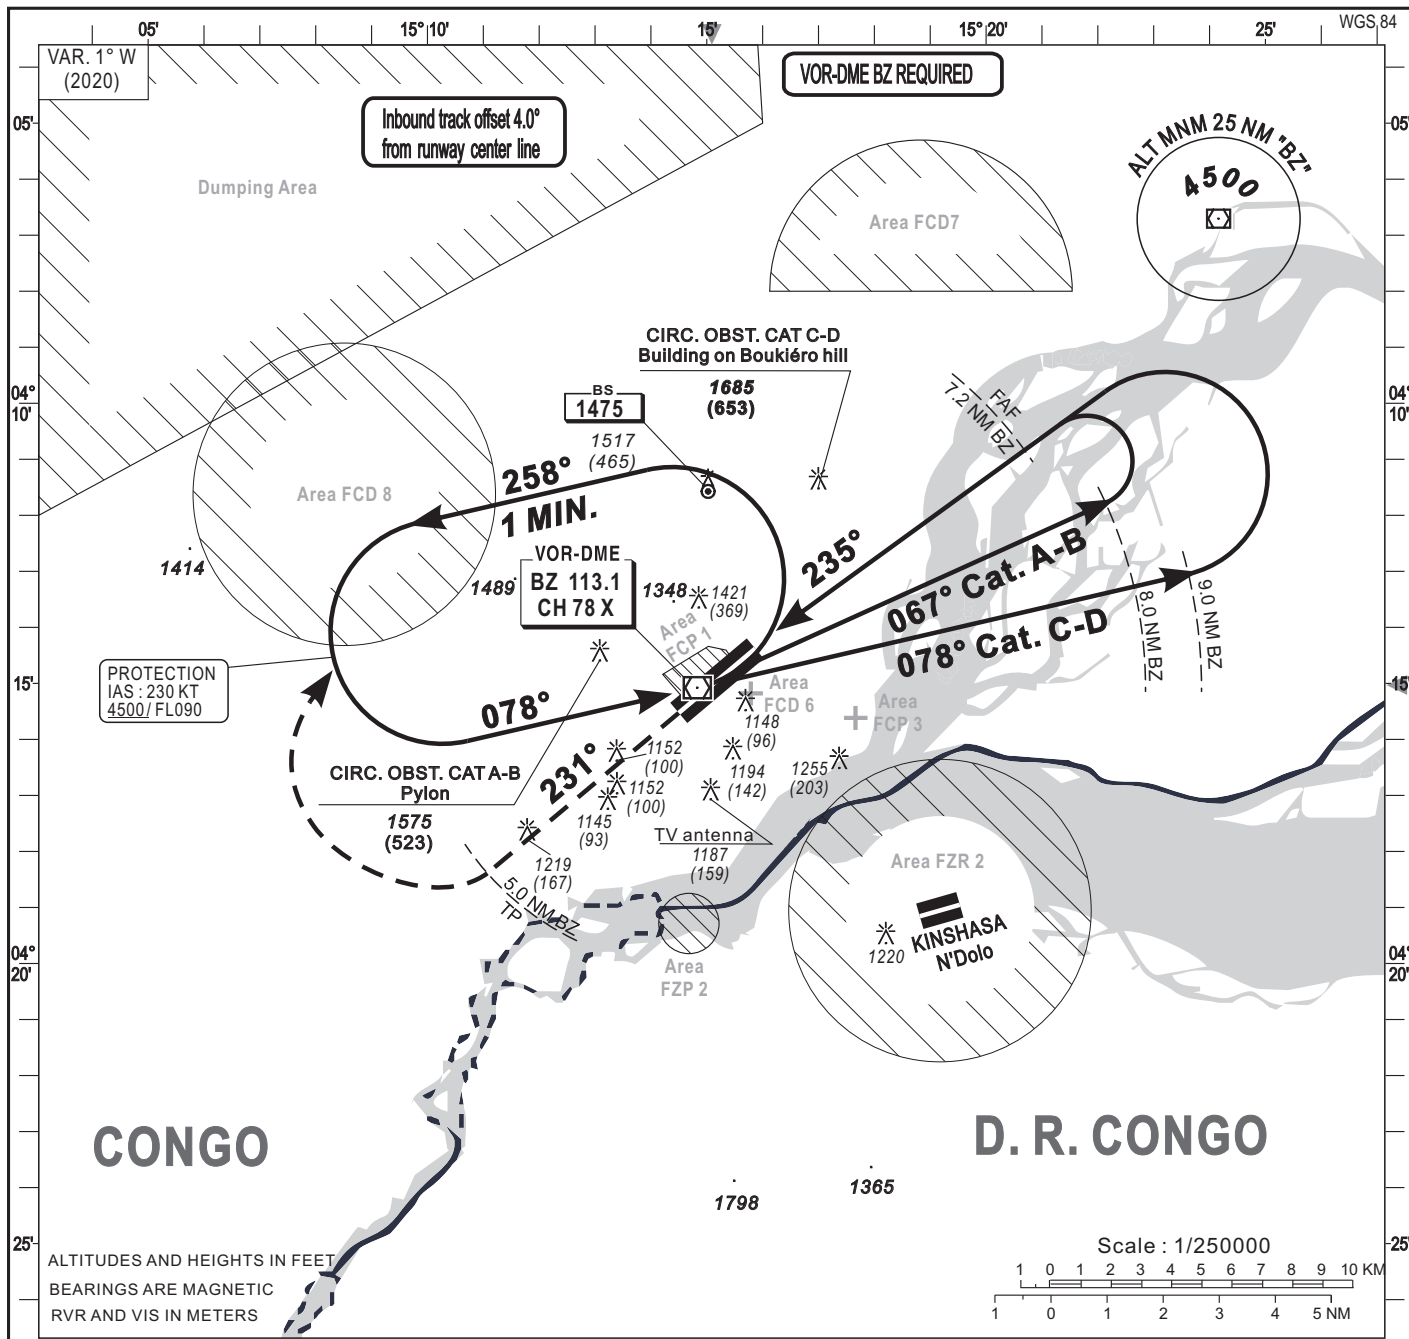 05'
15° 10'
15'
15° 20'
25'
WGS 84
VAR. 1° W
(2020)
VOR-DME BZ REQUIRED
Inbound track offset 4.0°
from runway center line
05'
05'
ALT MNM 25 NM "BZ"
4500
Dumping Area
Area FCD7
CIRC. OBST. CAT C-D
Building on Boukiéro hill
1685
(653)
BS
1475
1517
(465)
FAF
7.2 NM BZ
04°
10'
04°
10'
258°
1 MIN.
Area FCD 8
1414
1489
VOR-DME
BZ 113.1
CH 78 X
1348
1421
(369)
Area
FCP 1
235°
067° Cat. A-B
078° Cat. C-D
8.0 NM BZ
9.0 NM BZ
PROTECTION
IAS : 230 KT
4500/ FL090
15'
15'
078°
Area
FCD 6
Area
FCP 3
1148
(96)
231°
1152
(100)
1152
(100)
1194
(142)
1255
(203)
CIRC. OBST. CAT A-B
Pylon
1575
(523)
1145
(93)
TV antenna
1187
(159)
1219
(167)
5.0 NM BZ
TP
Area FZR 2
KINSHASA
N'Dolo
1220
04°
20'
04°
20'
Area
FZP 2
CONGO
D. R. CONGO
1798
1365
25'
25'
ALTITUDES AND HEIGHTS IN FEET
BEARINGS ARE MAGNETIC
RVR AND VIS IN METERS
Scale : 1/250000
1 0 1 2 3 4 5 6 7 8 9 10 KM
1 0 1 2 3 4 5 NM